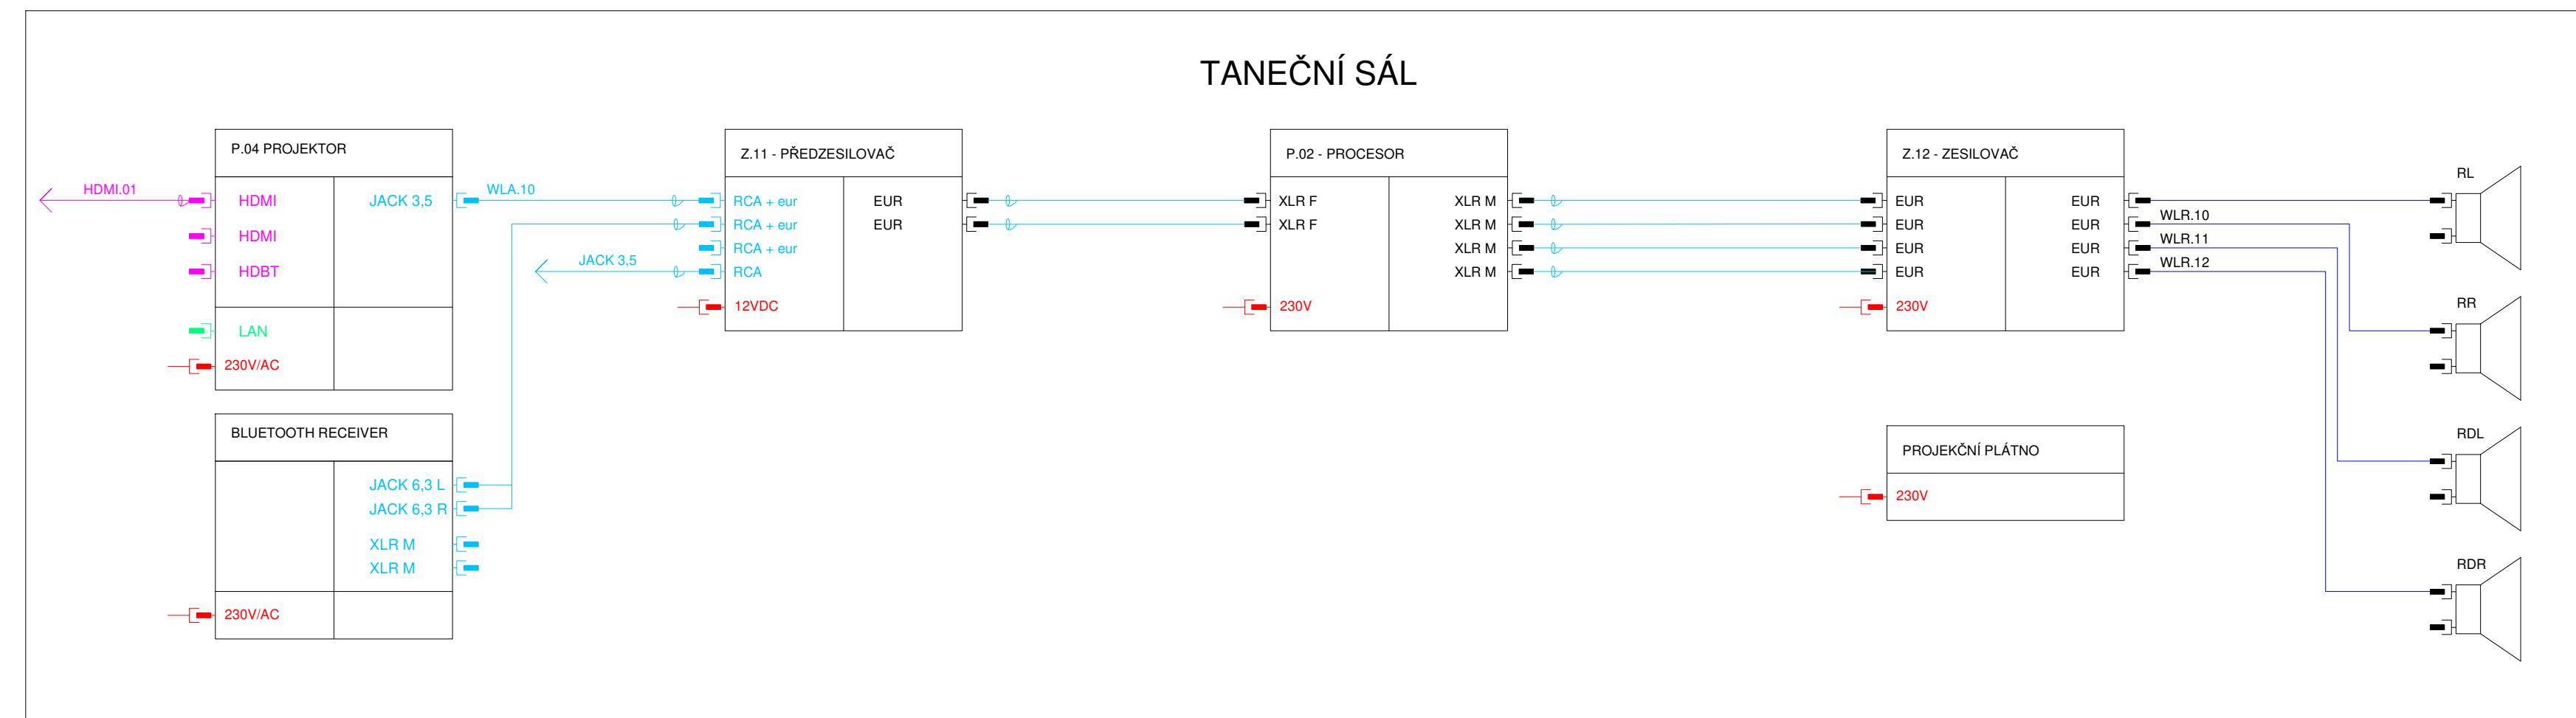 TANEČNÍ SÁL
P.04 PROJEKTOR
HDMI.01
HDMI
HDMI
HDBT
LAN
230V/AC
JACK 3,5
WLA.10
BLUETOOTH RECEIVER
JACK 6,3 L
JACK 6,3 R
XLR M
XLR M
230V/AC
Z.11 - PŘEDZESILOVAČ
RCA + eur
RCA + eur
RCA + eur
RCA
JACK 3,5
12VDC
EUR
EUR
P.02 - PROCESOR
XLR F
XLR F
230V
XLR M
XLR M
XLR M
XLR M
Z.12 - ZESILOVAČ
EUR
EUR
EUR
EUR
230V
EUR
EUR
EUR
EUR
WLR.10
WLR.11
WLR.12
PROJEKČNÍ PLÁTNO
230V
RL
RR
RDL
RDR